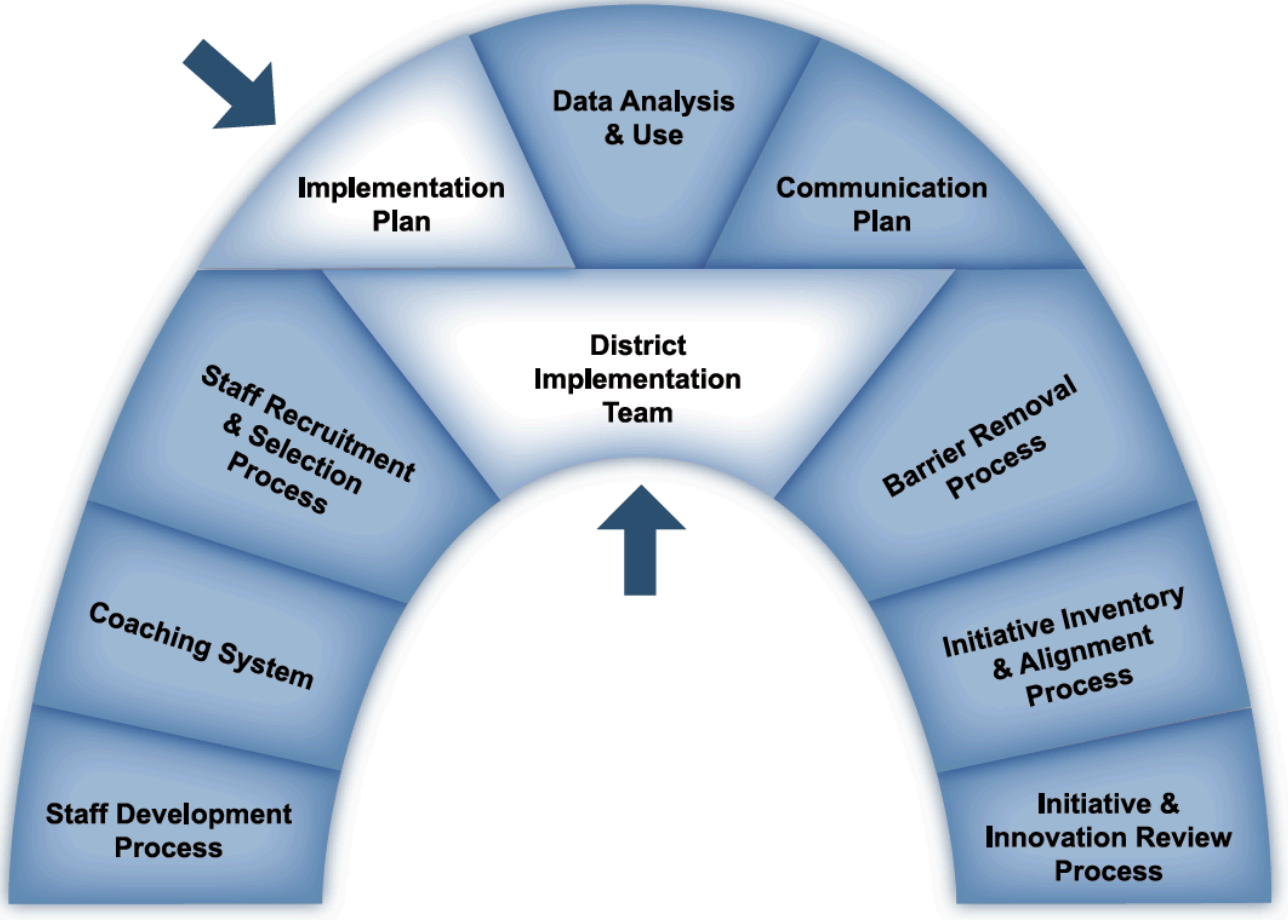 Data Analysis
& Use
Implementation
Plan
Communication
Plan
District
Implementation
Team
Staff Recruitment
& Selection
Process
Barrier Removal
Process
Coaching System
Initiative Inventory
& Alignment
Process
Staff Development
Process
Initiative &
Innovation Review
Process